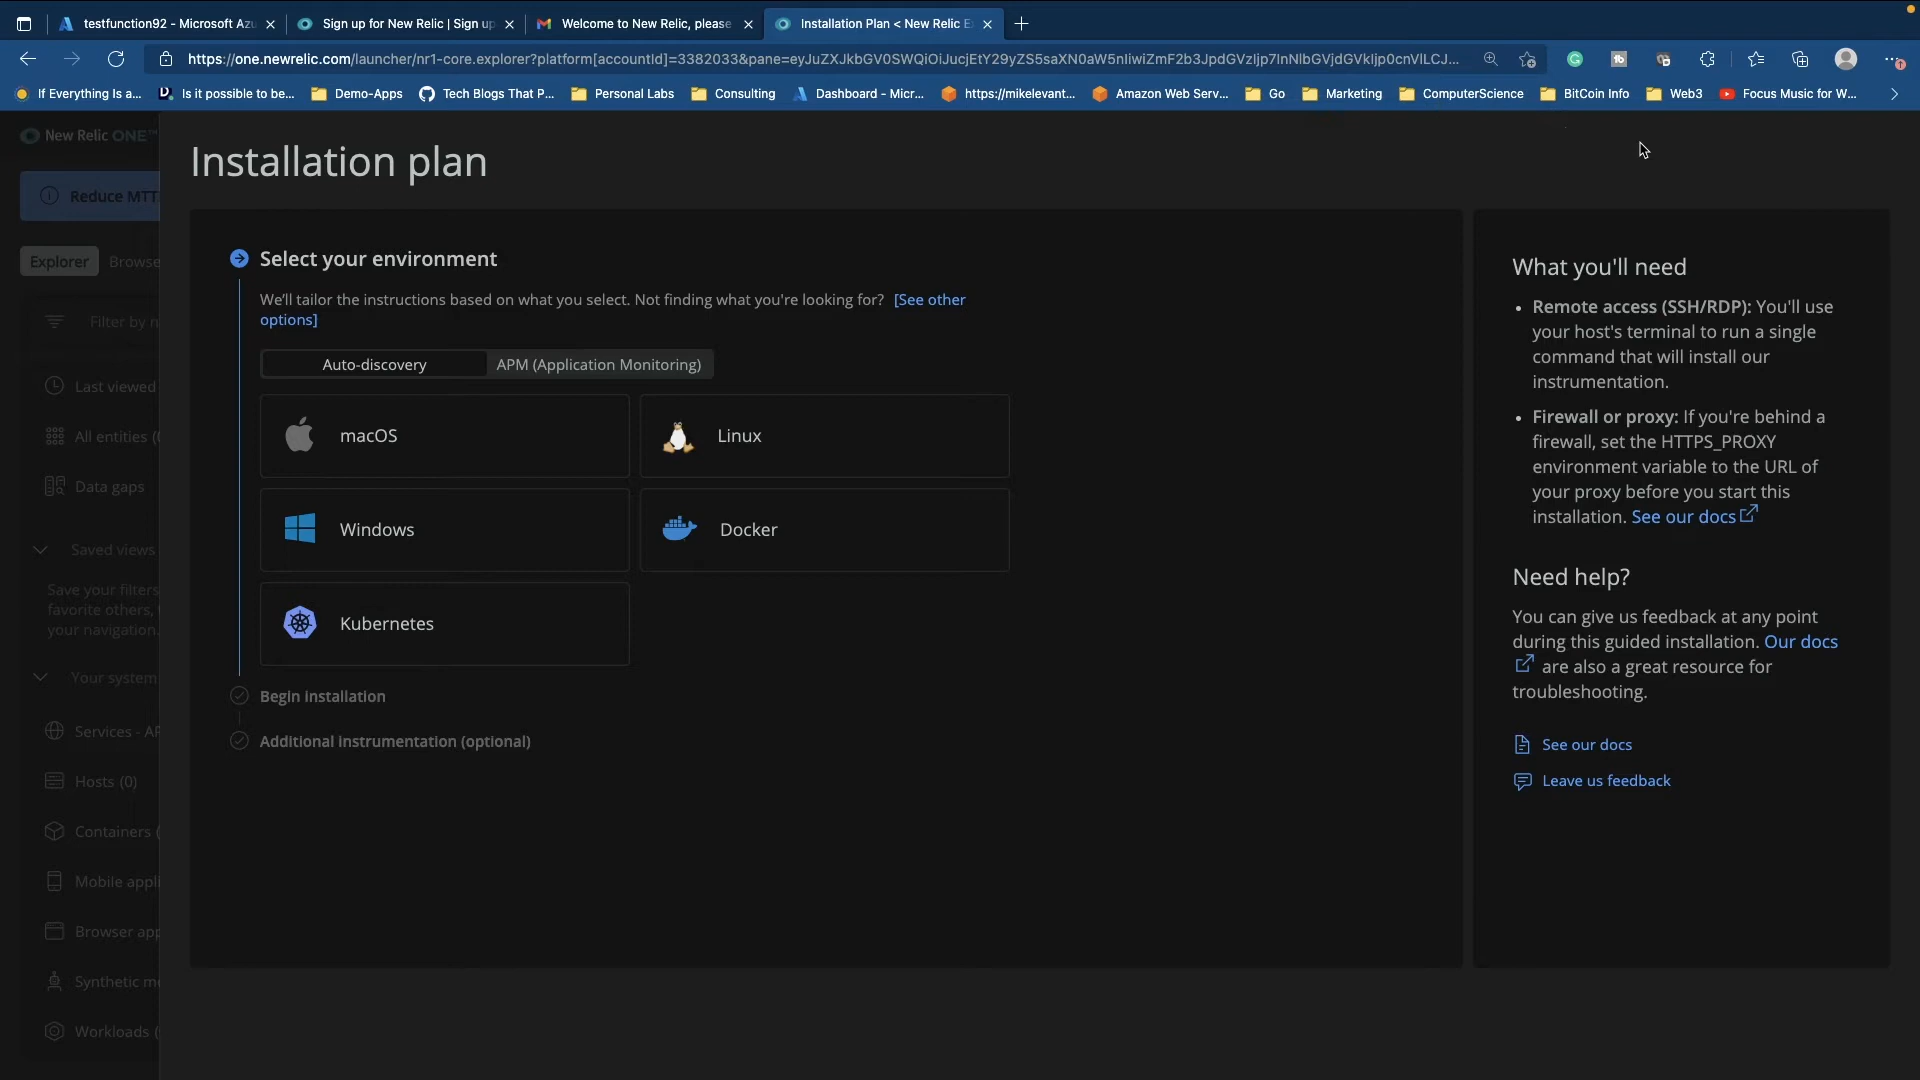 testfunction92 - Microsoft Azu
Sign up for New Relic | Sign up
Welcome to New Relic, please
Installation Plan < New Relic E
https://one.newrelic.com/launcher/nr1-core.explorer?platform[accountId]=3382033&pane=eyJuZXJkbGV0SWQiOiJucjEtY29yZS5saXN0aW5nIiwiZmF2b3JpdGVzIjp7InNlbGVjdGVkIjp0cnVlLCJ...
If Everything Is a...
Is it possible to be...
Demo-Apps
Tech Blogs That P...
Personal Labs
Consulting
Dashboard - Micr...
https://mikelevant...
Amazon Web Serv...
Go
Marketing
ComputerScience
BitCoin Info
Web3
Focus Music for W...
New Relic ONE™
Reduce MTT
Explorer
Browse
Filter by n
Last viewed
All entities (
Data gaps
Saved views
Save your filters
favorite others,
your navigation.
Your system
Services - AP
Hosts (0)
Containers (
Mobile appli
Browser app
Synthetic mo
Workloads (
Installation plan
Select your environment
We'll tailor the instructions based on what you select. Not finding what you're looking for? [See other
options]
Auto-discovery
APM (Application Monitoring)
macOS
Linux
Windows
Docker
Kubernetes
Begin installation
Additional instrumentation (optional)
What you'll need
• Remote access (SSH/RDP): You'll use
your host's terminal to run a single
command that will install our
instrumentation.
• Firewall or proxy: If you're behind a
firewall, set the HTTPS_PROXY
environment variable to the URL of
your proxy before you start this
installation. See our docs
Need help?
You can give us feedback at any point
during this guided installation. Our docs
are also a great resource for
troubleshooting.
See our docs
Leave us feedback